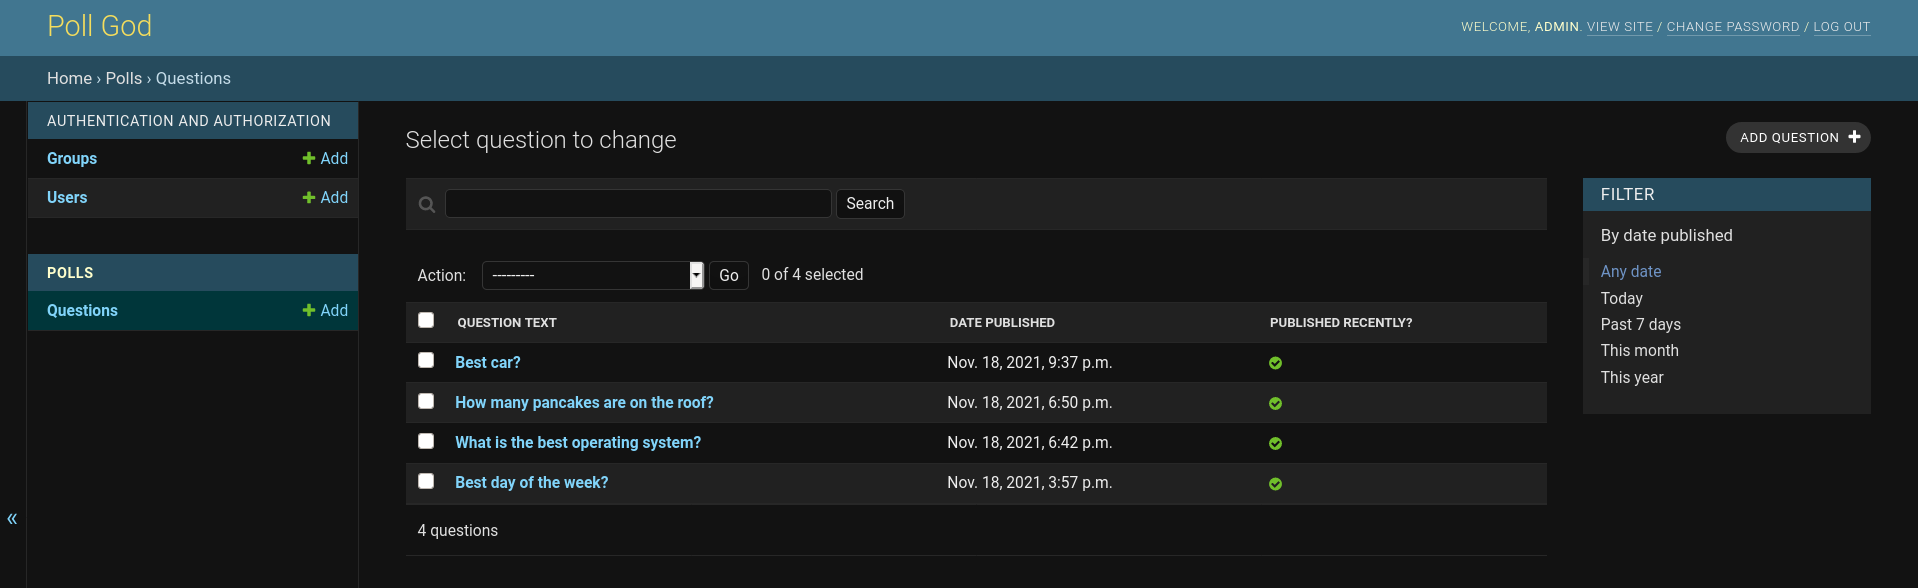 Poll God
WELCOME, ADMIN. VIEW SITE / CHANGE PASSWORD / LOG OUT
Home › Polls › Questions
AUTHENTICATION AND AUTHORIZATION
Groups
Add
Users
Add
POLLS
Questions
Add
«
Select question to change
ADD QUESTION
Search
Action: --------- Go 0 of 4 selected
QUESTION TEXT DATE PUBLISHED PUBLISHED RECENTLY?
Best car? Nov. 18, 2021, 9:37 p.m.
How many pancakes are on the roof? Nov. 18, 2021, 6:50 p.m.
What is the best operating system? Nov. 18, 2021, 6:42 p.m.
Best day of the week? Nov. 18, 2021, 3:57 p.m.
4 questions
FILTER
By date published
Any date
Today
Past 7 days
This month
This year